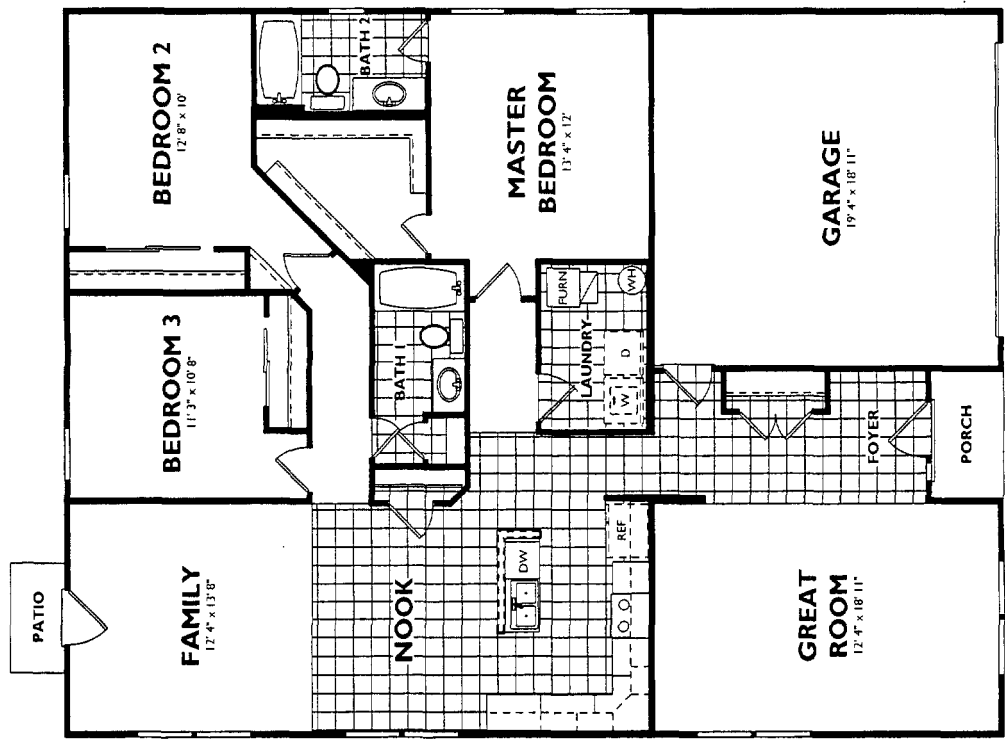 BEDROOM 2
12' 8" x 10'
BATH 2
MASTER
BEDROOM
13' 4" x 12'
GARAGE
19' 4" x 18' 11"
BEDROOM 3
11' 3" x 10' 8"
BATH 1
FURN
WH
LAUNDRY
D
W
FOYER
PORCH
PATIO
FAMILY
12' 4" x 13' 8"
NOOK
DW
REF
GREAT
ROOM
12' 4" x 18' 11"